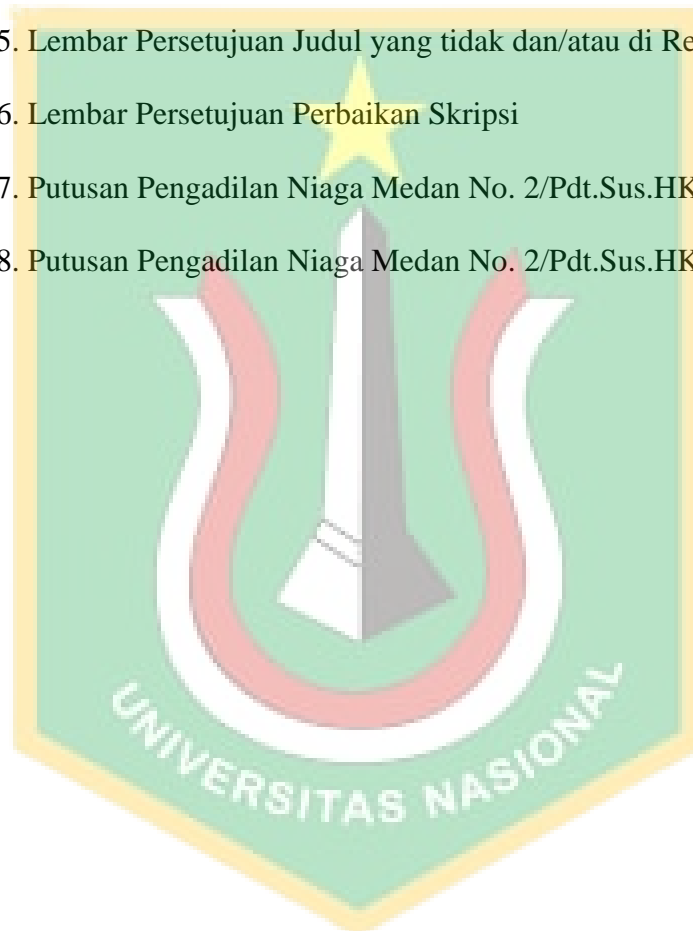 5. Lembar Persetujuan Judul yang tidak dan/atau di Re
6. Lembar Persetujuan Perbaikan Skripsi
7. Putusan Pengadilan Niaga Medan No. 2/Pdt.Sus.HK
8. Putusan Pengadilan Niaga Medan No. 2/Pdt.Sus.HK
UNIVERSITAS NASIONAL